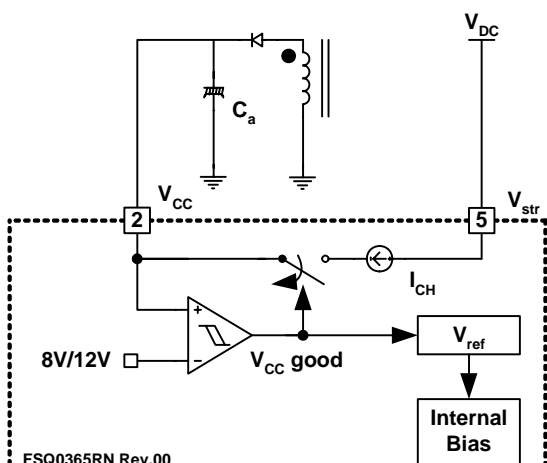 V_DC
C_a
V_CC
V_str
2
5
I_CH
+
8V/12V
−
V_CC good
V_ref
Internal
Bias
FSQ0365RN Rev.00